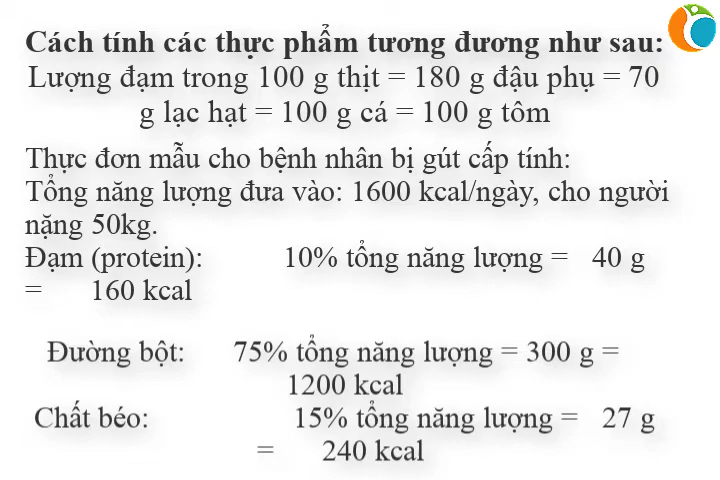 Cách tính các thực phẩm tương đương như sau:
Lượng đạm trong 100 g thịt = 180 g đậu phụ = 70
g lạc hạt = 100 g cá = 100 g tôm
Thực đơn mẫu cho bệnh nhân bị gút cấp tính:
Tổng năng lượng đưa vào: 1600 kcal/ngày, cho người
nặng 50kg.
Đạm (protein): 10% tổng năng lượng = 40 g
= 160 kcal
Đường bột: 75% tổng năng lượng = 300 g =
1200 kcal
Chất béo: 15% tổng năng lượng = 27 g
= 240 kcal